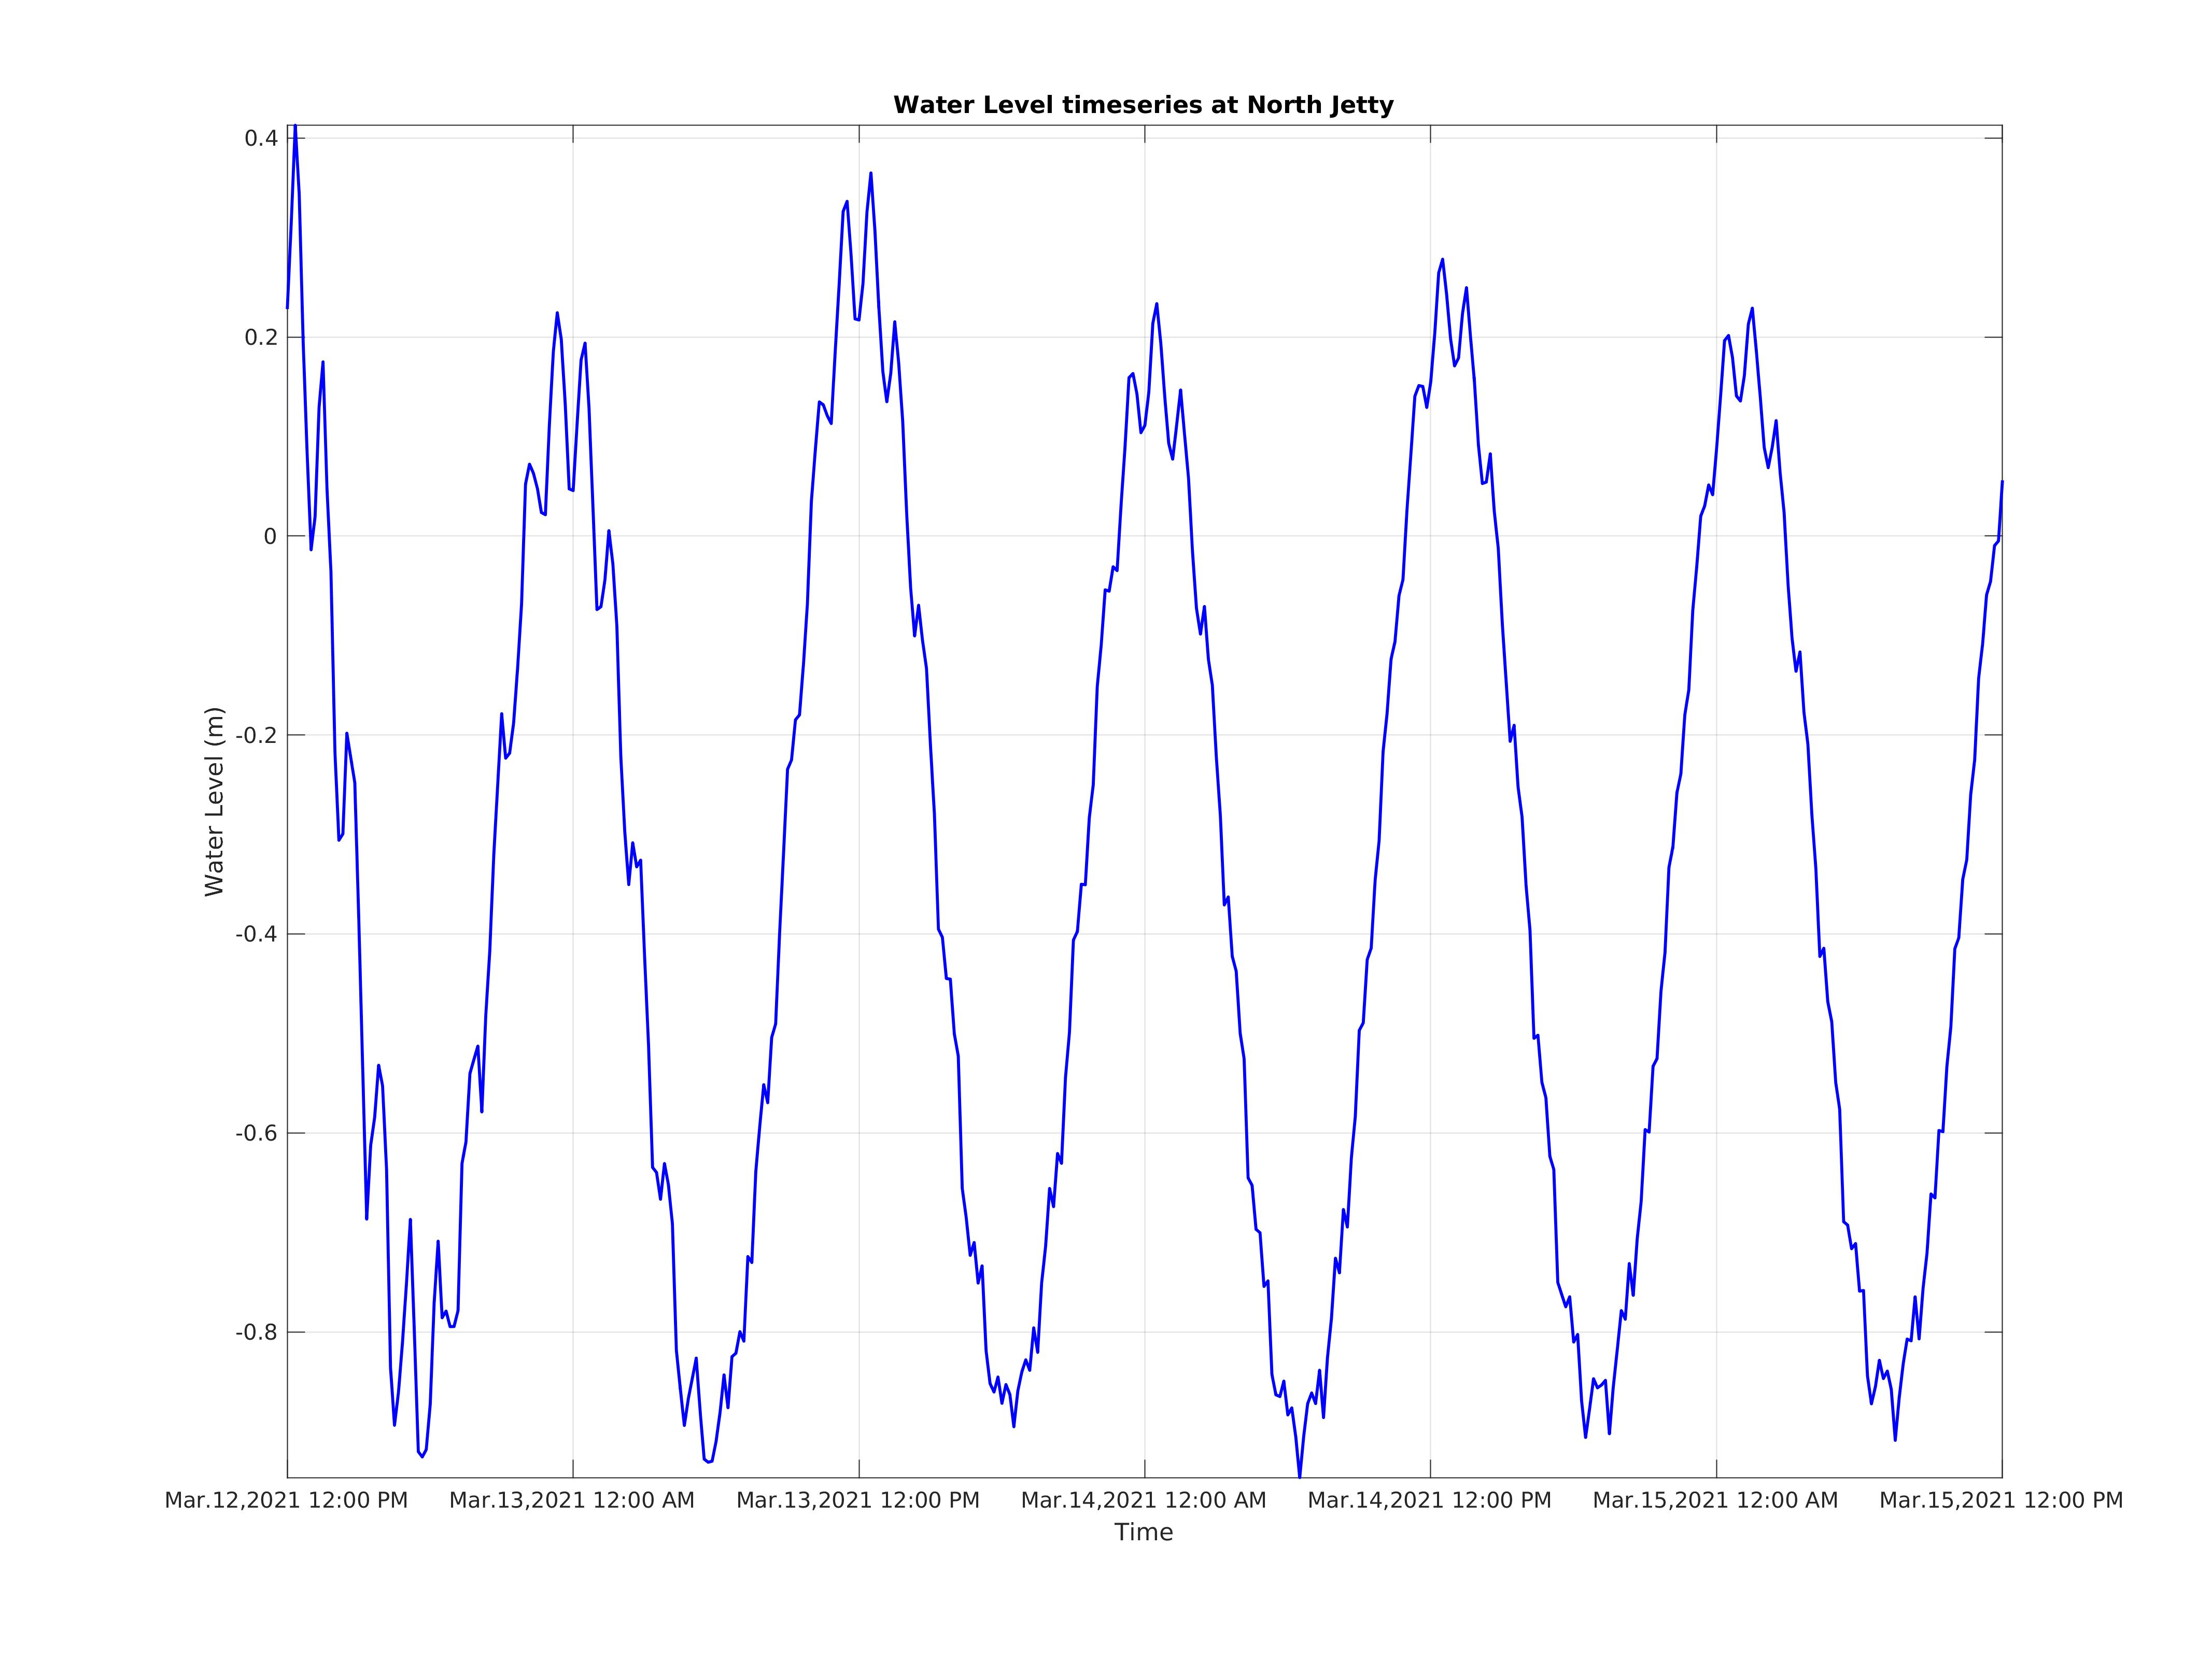 Water Level timeseries at North Jetty
0.4
0.2
0
-0.2
-0.4
-0.6
-0.8
Water Level (m)
Mar.12,2021 12:00 PM
Mar.13,2021 12:00 AM
Mar.13,2021 12:00 PM
Mar.14,2021 12:00 AM
Mar.14,2021 12:00 PM
Mar.15,2021 12:00 AM
Mar.15,2021 12:00 PM
Time